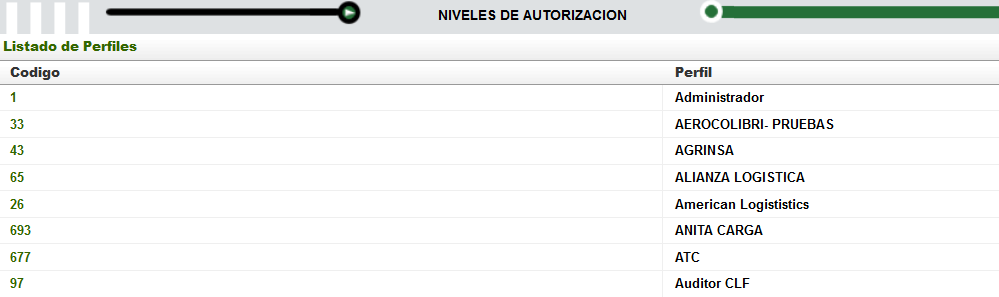 NIVELES DE AUTORIZACION
Listado de Perfiles
Codigo Perfil
1 Administrador
33 AEROCOLIBRI- PRUEBAS
43 AGRINSA
65 ALIANZA LOGISTICA
26 American Logististics
693 ANITA CARGA
677 ATC
97 Auditor CLF